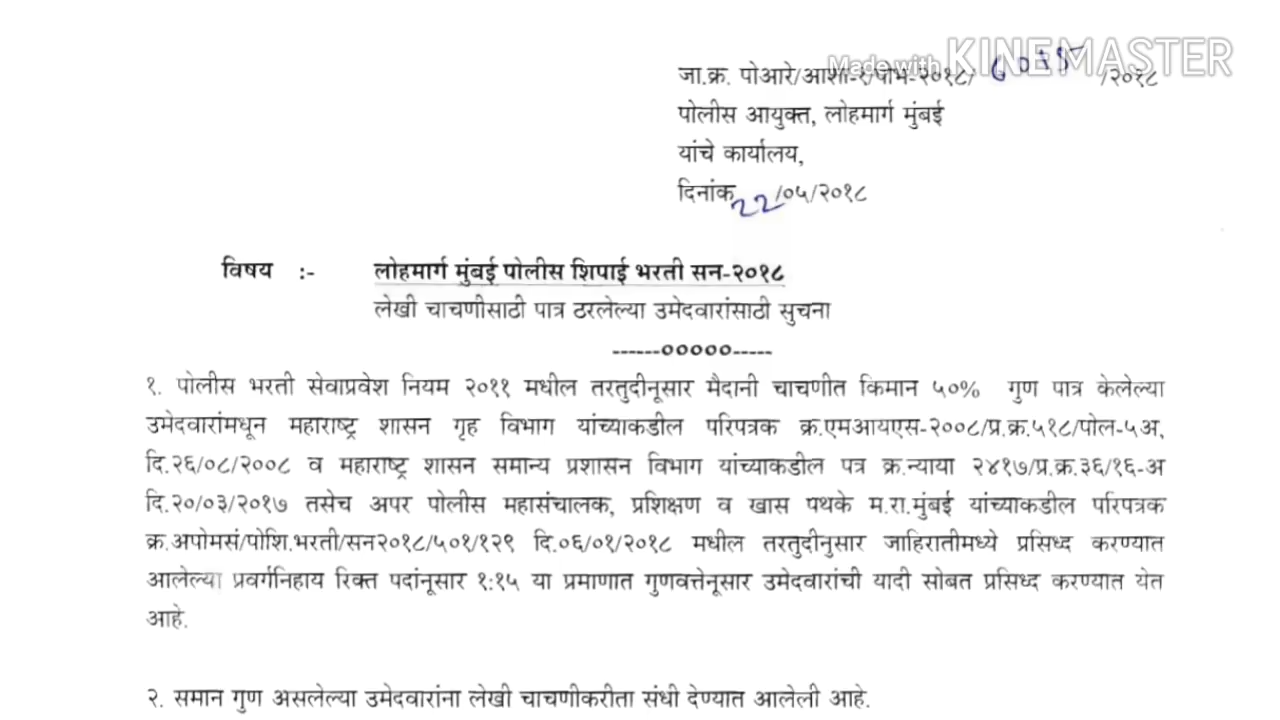 Made with KINEMASTER
जा.क्र. पोआरे/आशा-१/पोभ-२०१८/ /२०१८
पोलीस आयुक्त, लोहमार्ग मुंबई
यांचे कार्यालय,
दिनांक 22/०५/२०१८
विषय :- लोहमार्ग मुंबई पोलीस शिपाई भरती सन-२०१८
लेखी चाचणीसाठी पात्र ठरलेल्या उमेदवारांसाठी सुचना
------०००००-----
१. पोलीस भरती सेवाप्रवेश नियम २०११ मधील तरतुदीनूसार मैदानी चाचणीत किमान ५०% गुण पात्र केलेल्या
उमेदवारांमधून महाराष्ट्र शासन गृह विभाग यांच्याकडील परिपत्रक क्र.एमआयएस-२००८/प्र.क्र.५१८/पोल-५अ,
दि.२६/०८/२००८ व महाराष्ट्र शासन समान्य प्रशासन विभाग यांच्याकडील पत्र क्र.न्याया २४१७/प्र.क्र.३६/१६-अ
दि.२०/०३/२०१७ तसेच अपर पोलीस महासंचालक, प्रशिक्षण व खास पथके म.रा.मुंबई यांच्याकडील परिपत्रक
क्र.अपोमसं/पोशि.भरती/सन२०१८/५०१/१२९ दि.०६/०१/२०१८ मधील तरतुदीनुसार जाहिरातीमध्ये प्रसिध्द करण्यात
आलेल्या प्रवर्गनिहाय रिक्त पदांनूसार १:१५ या प्रमाणात गुणवत्तेनूसार उमेदवारांची यादी सोबत प्रसिध्द करण्यात येत
आहे.
२. समान गुण असलेल्या उमेदवारांना लेखी चाचणीकरीता संधी देण्यात आलेली आहे.